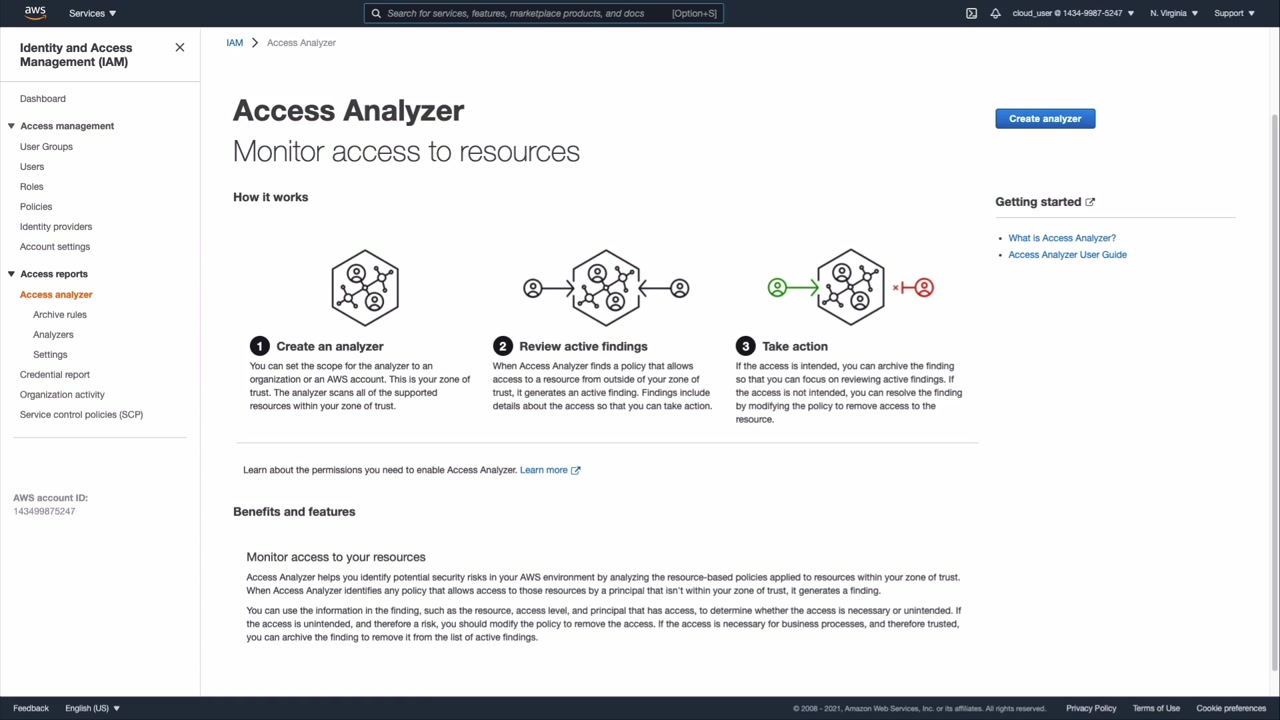 aws
Services
Search for services, features, marketplace products, and docs
[Option+S]
cloud_user @ 1434-9987-5247
N. Virginia
Support
Identity and Access
Management (IAM)
Dashboard
Access management
User Groups
Users
Roles
Policies
Identity providers
Account settings
Access reports
Access analyzer
Archive rules
Analyzers
Settings
Credential report
Organization activity
Service control policies (SCP)
AWS account ID:
143499875247
IAM
Access Analyzer
Access Analyzer
Monitor access to resources
Create analyzer
How it works
1 Create an analyzer
You can set the scope for the analyzer to an
organization or an AWS account. This is your zone of
trust. The analyzer scans all of the supported
resources within your zone of trust.
2 Review active findings
When Access Analyzer finds a policy that allows
access to a resource from outside of your zone of
trust, it generates an active finding. Findings include
details about the access so that you can take action.
3 Take action
If the access is intended, you can archive the finding
so that you can focus on reviewing active findings. If
the access is not intended, you can resolve the finding
by modifying the policy to remove access to the
resource.
Getting started
• What is Access Analyzer?
• Access Analyzer User Guide
Learn about the permissions you need to enable Access Analyzer. Learn more
Benefits and features
Monitor access to your resources
Access Analyzer helps you identify potential security risks in your AWS environment by analyzing the resource-based policies applied to resources within your zone of trust.
When Access Analyzer identifies any policy that allows access to those resources by a principal that isn't within your zone of trust, it generates a finding.
You can use the information in the finding, such as the resource, access level, and principal that has access, to determine whether the access is necessary or unintended. If
the access is unintended, and therefore a risk, you should modify the policy to remove the access. If the access is necessary for business processes, and therefore trusted,
you can archive the finding to remove it from the list of active findings.
Feedback
English (US)
© 2008 - 2021, Amazon Web Services, Inc. or its affiliates. All rights reserved.
Privacy Policy
Terms of Use
Cookie preferences